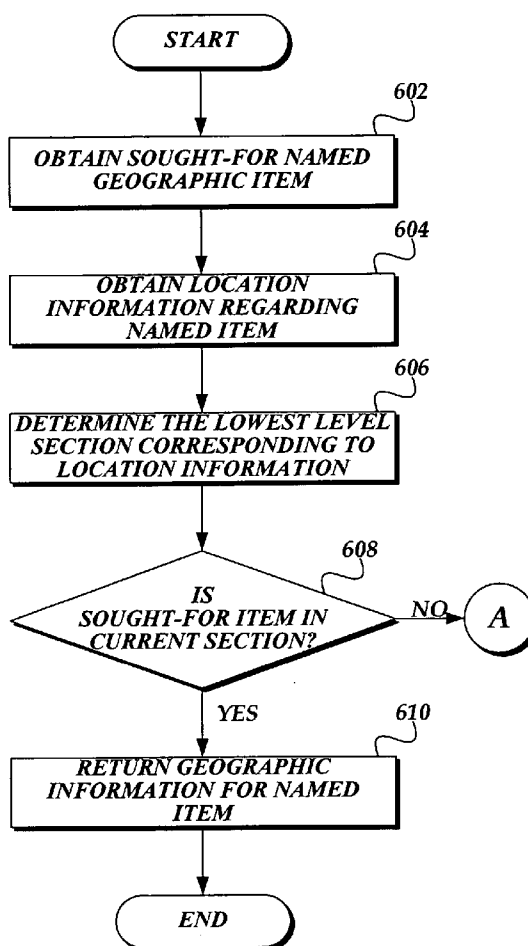 START
602
OBTAIN SOUGHT-FOR NAMED
GEOGRAPHIC ITEM
604
OBTAIN LOCATION
INFORMATION REGARDING
NAMED ITEM
606
DETERMINE THE LOWEST LEVEL
SECTION CORRESPONDING TO
LOCATION INFORMATION
608
IS
SOUGHT-FOR ITEM IN
CURRENT SECTION?
NO
A
YES
610
RETURN GEOGRAPHIC
INFORMATION FOR NAMED
ITEM
END